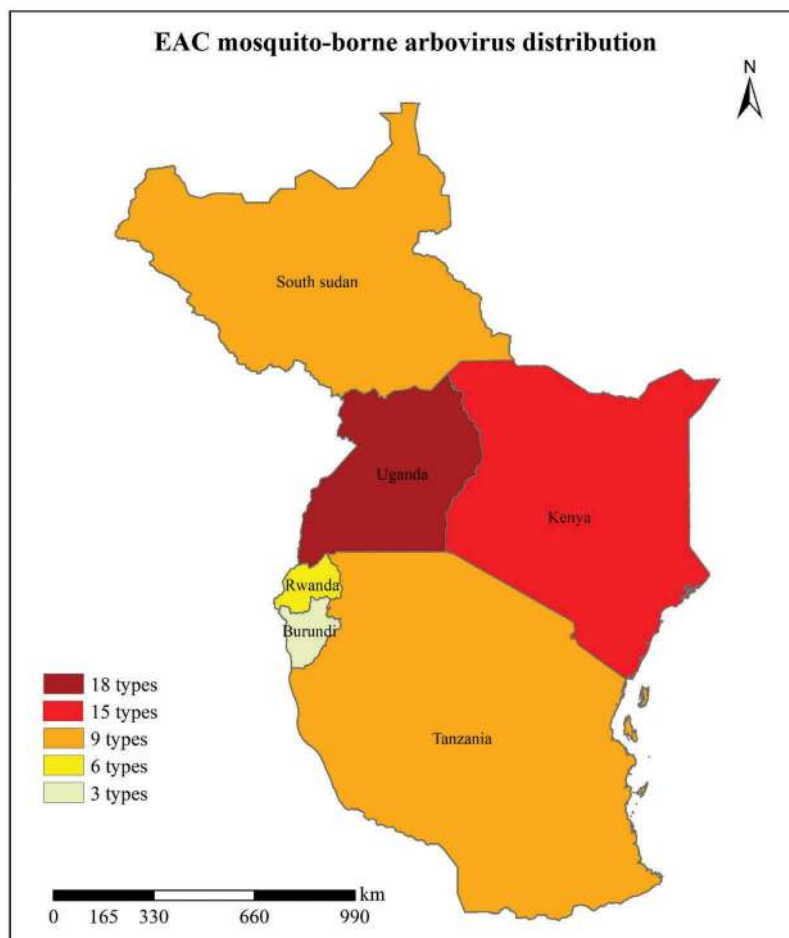 EAC mosquito-borne arbovirus distribution
N
South sudan
Uganda
Kenya
Rwanda
Burundi
Tanzania
18 types
15 types
9 types
6 types
3 types
km
0 165 330 660 990